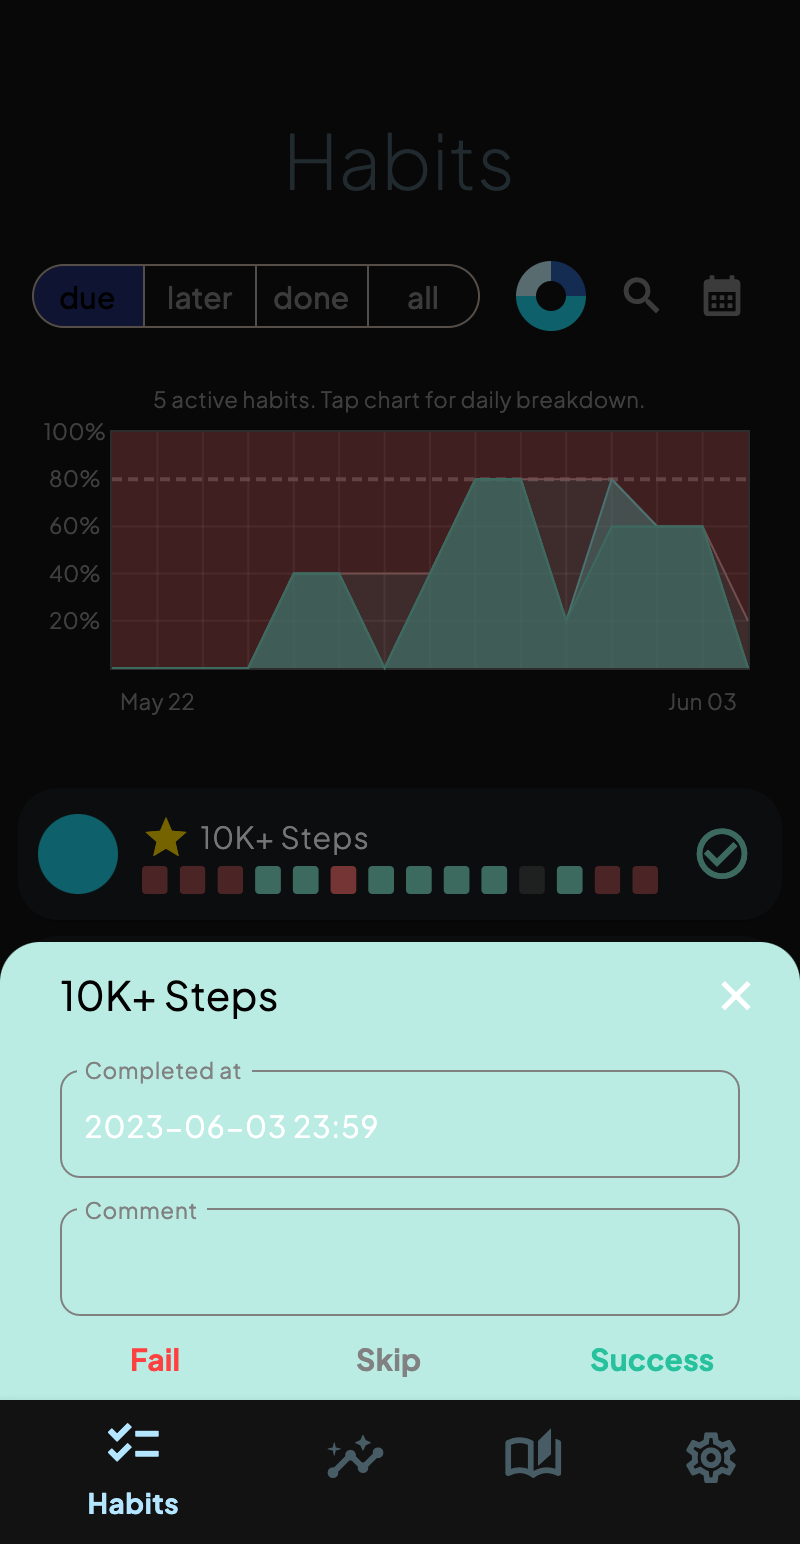 Habits
due later done all
5 active habits. Tap chart for daily breakdown.
100%
80%
60%
40%
20%
May 22 Jun 03
10K+ Steps
10K+ Steps
Completed at
2023-06-03 23:59
Comment
Fail Skip Success
Habits